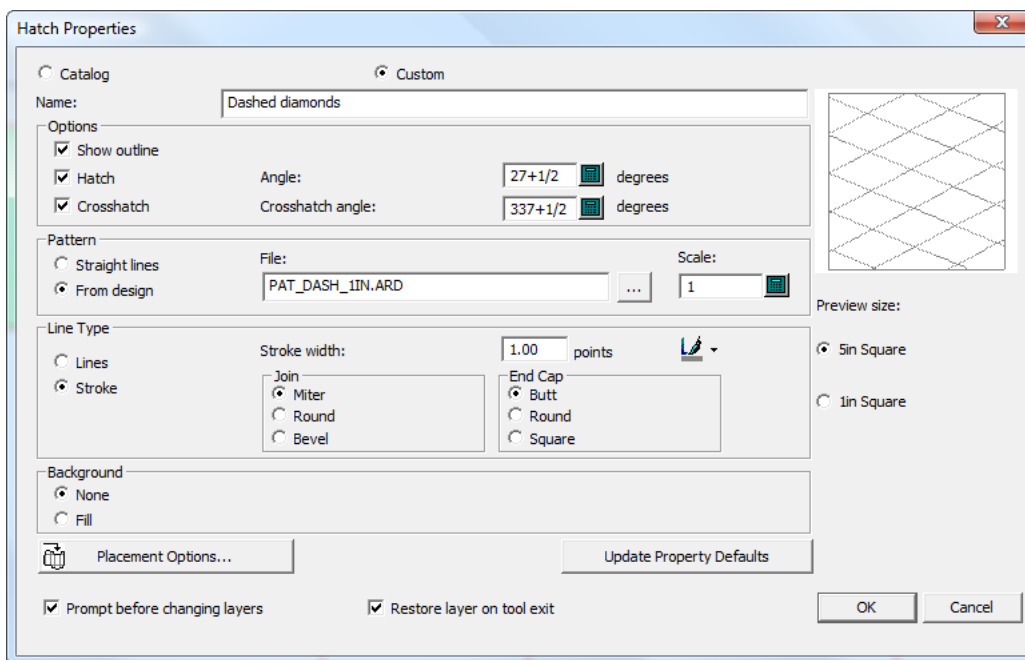 Hatch Properties
Catalog
Custom
Name:
Dashed diamonds
Options
Show outline
Hatch
Angle:
27+1/2
degrees
Crosshatch
Crosshatch angle:
337+1/2
degrees
Pattern
Straight lines
From design
File:
PAT_DASH_1IN.ARD
...
Scale:
1
Preview size:
5in Square
1in Square
Line Type
Lines
Stroke
Stroke width:
1.00
points
Join
Miter
Round
Bevel
End Cap
Butt
Round
Square
Background
None
Fill
Placement Options...
Update Property Defaults
Prompt before changing layers
Restore layer on tool exit
OK
Cancel